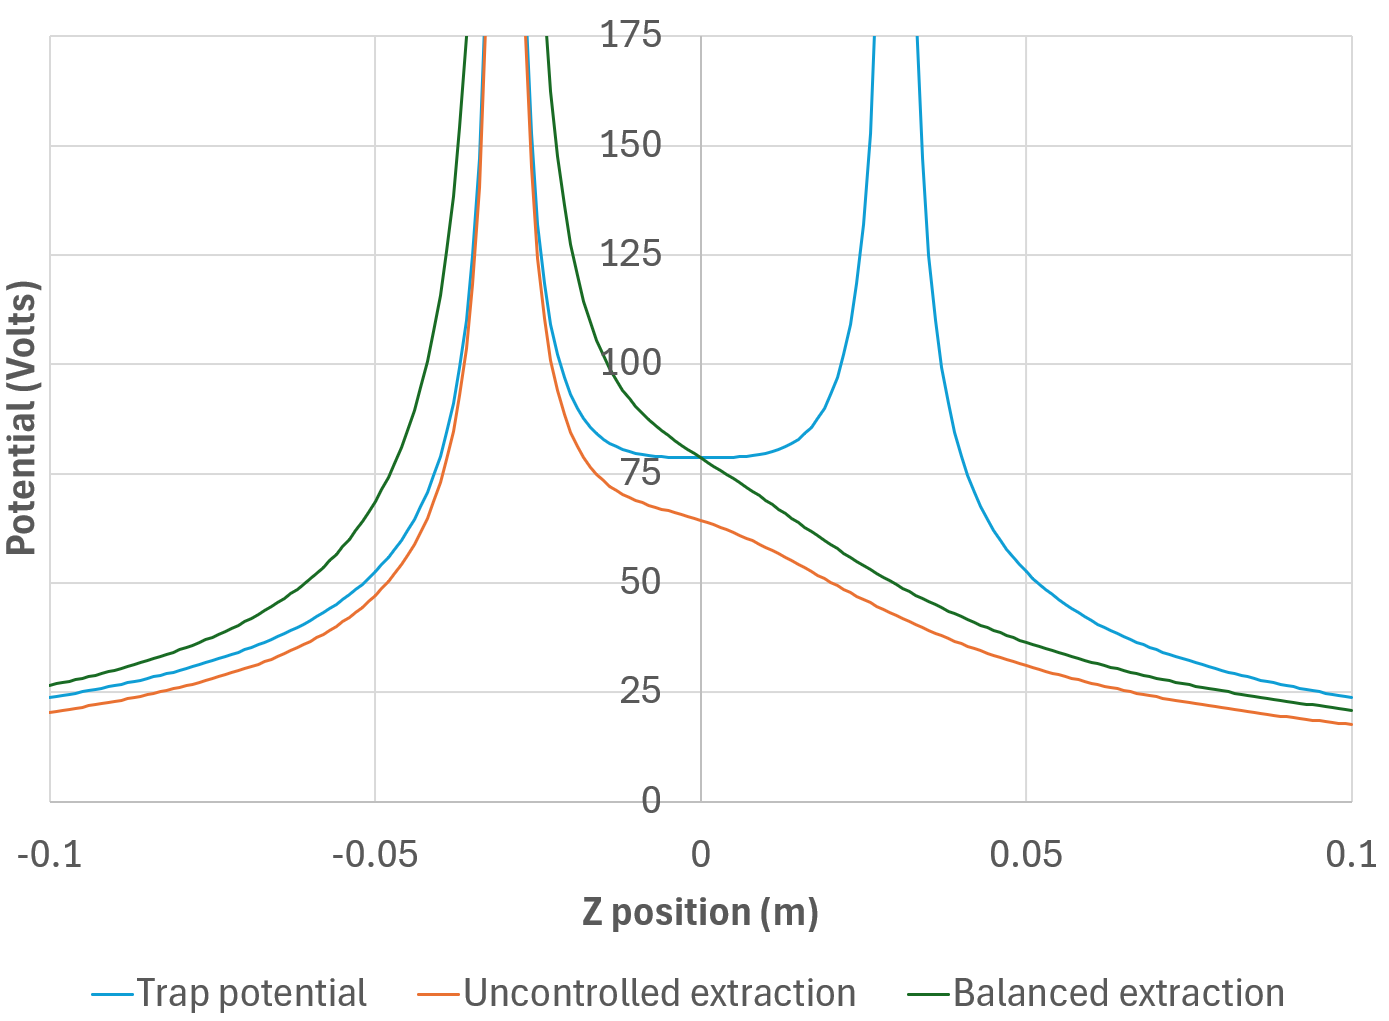 175
150
125
100
75
50
25
0
Potential (Volts)
-0.1 -0.05 0 0.05 0.1
Z position (m)
Trap potential Uncontrolled extraction Balanced extraction